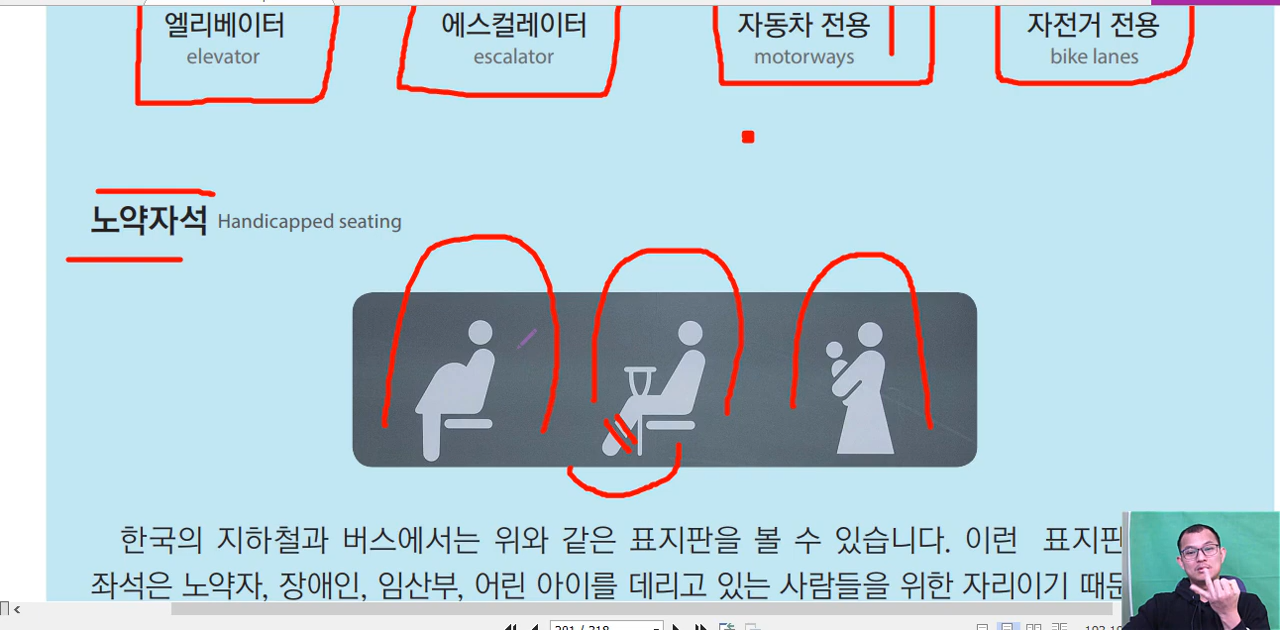 엘리베이터 에스컬레이터 자동차 전용 자전거 전용
elevator escalator motorways bike lanes
노약자석 Handicapped seating
한국의 지하철과 버스에서는 위와 같은 표지판을 볼 수 있습니다. 이런 표지판
좌석은 노약자, 장애인, 임산부, 어린 아이를 데리고 있는 사람들을 위한 자리이기